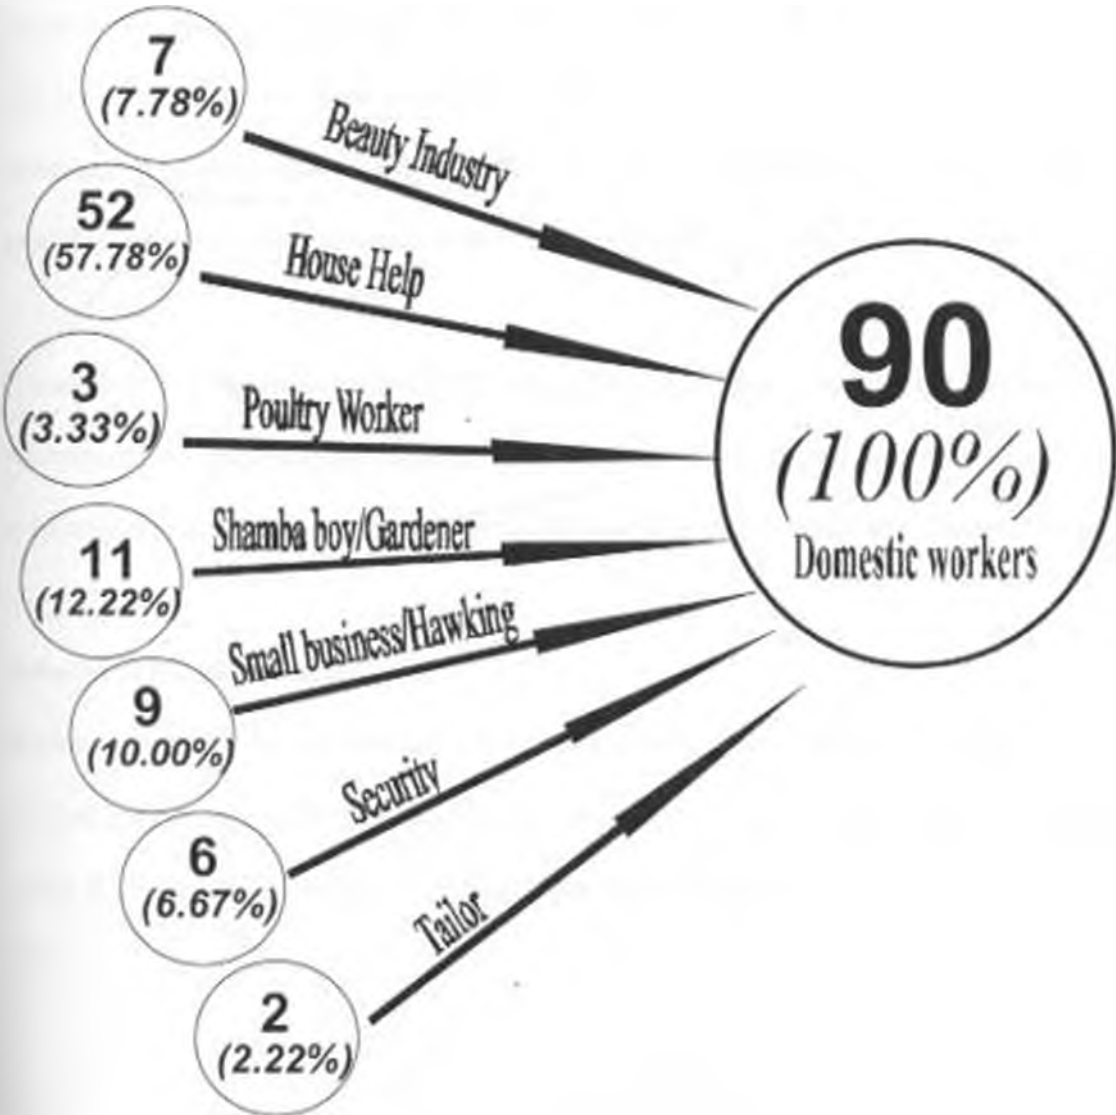 7
(7.78%)
Beauty Industry
52
(57.78%)
House Help
3
(3.33%)
Poultry Worker
11
(12.22%)
Shamba boy/Gardener
9
(10.00%)
Small business/Hawking
6
(6.67%)
Security
2
(2.22%)
Tailor
90
(100%)
Domestic workers